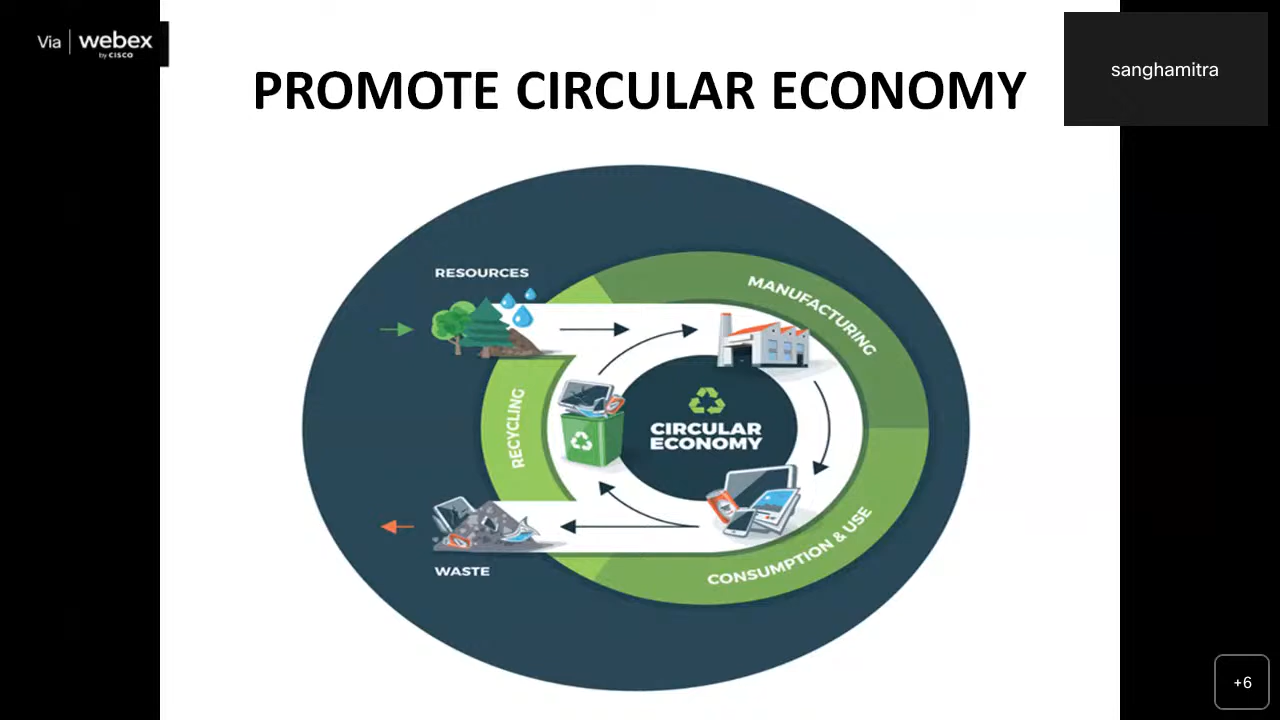 Via | webex
by CISCO
PROMOTE CIRCULAR ECONOMY
sanghamitra
RESOURCES
MANUFACTURING
RECYCLING
CIRCULAR
ECONOMY
CONSUMPTION & USE
WASTE
+6